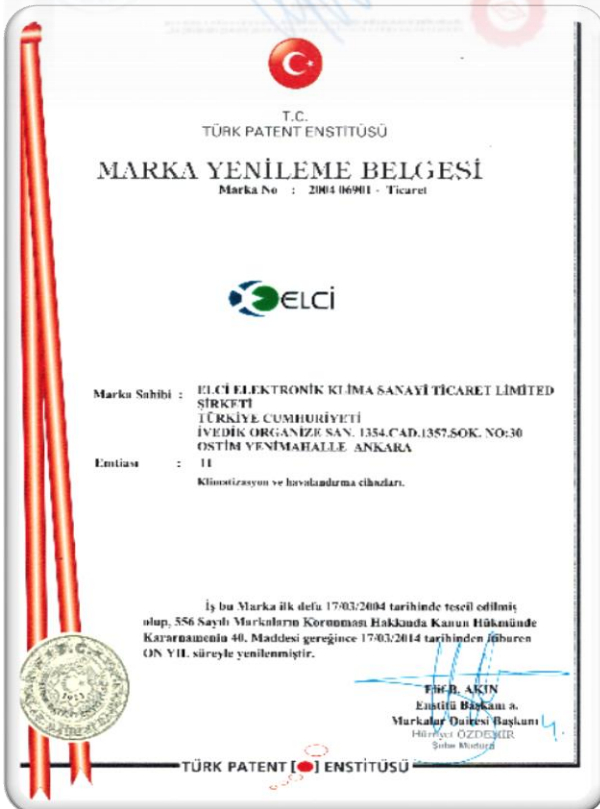 T.C.
TÜRK PATENT ENSTİTÜSÜ
MARKA YENİLEME BELGESİ
Marka No : 2004 06901 - Ticaret
ELCİ
Marka Sahibi : ELCİ ELEKTRONİK KLİMA SANAYİ TİCARET LIMITED
ŞİRKETİ
TÜRKİYE CUMHURİYETİ
İVEDİK ORGANİZE SAN. 1354.CAD.1357.SOK. NO:30
OSTİM YENİMAHALLE ANKARA
Emtiası : 11
Klimatizasyon ve havalandırma cihazları.
İş bu Marka ilk defa 17/03/2004 tarihinde tescil edilmiş
olup, 556 Sayılı Markaların Korunması Hakkında Kanun Hükmünde
Kararnamenin 40. Maddesi gereğince 17/03/2014 tarihinden itibaren
ON YIL süreyle yenilenmiştir.
Elif B. AKIN
Enstitü Başkanı a.
Markalar Dairesi Başkanı
Hürriyet ÖZDEMİR
Şube Müdürü
TÜRK PATENT ENSTİTÜSÜ